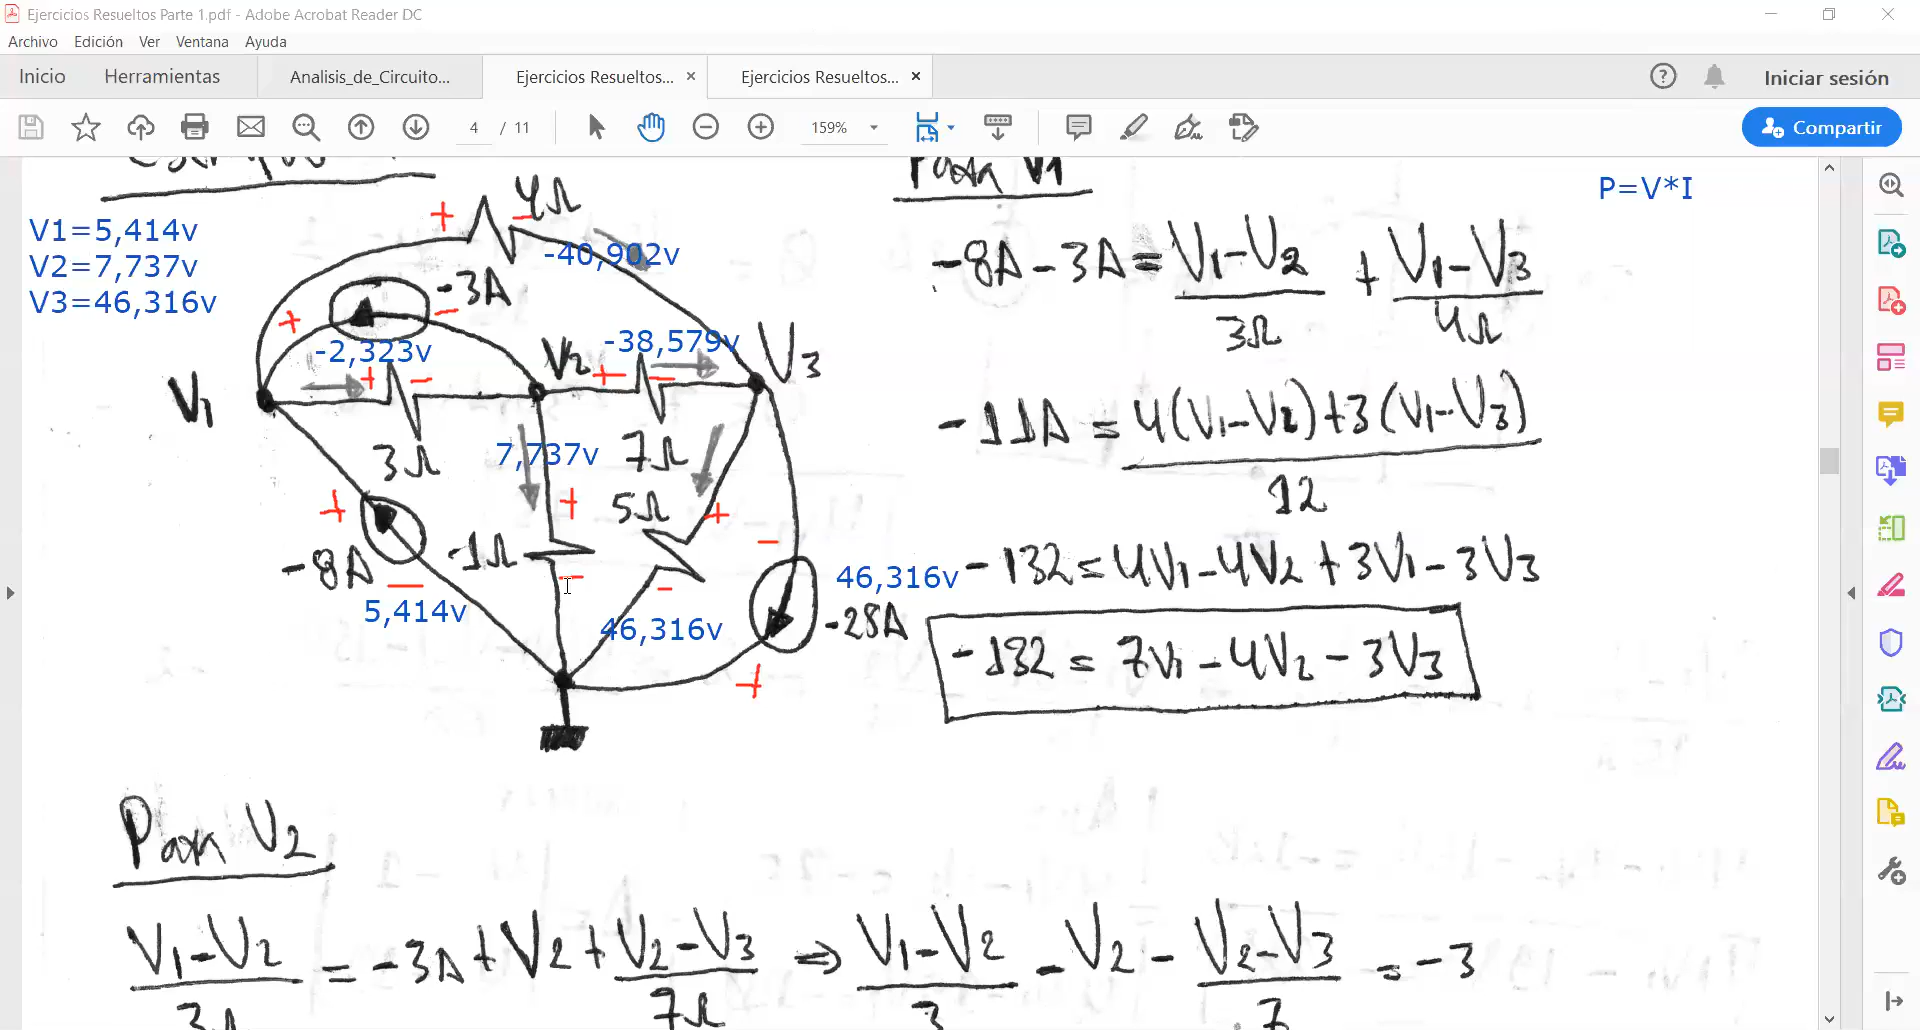 Ejercicios Resueltos Parte 1.pdf - Adobe Acrobat Reader DC
Archivo Edición Ver Ventana Ayuda
Inicio Herramientas Analisis_de_Circuito... Ejercicios Resueltos... × Ejercicios Resueltos... × Iniciar sesión
4 / 11 159% Compartir
Para V1
P=V*I
V1=5,414v
V2=7,737v
V3=46,316v
+ 4Ω −
-40,902v
-3A
+ −
-2,323v
-38,579v
V1 + − V2 + − V3
3Ω
7,737v 7Ω
+ + 5Ω +
-8A -1Ω −
− − −
5,414v 46,316v
46,316v
-28A
+
-8A-3A = V1-V2 / 3Ω + V1-V3 / 4Ω
-11A = 4(V1-V2)+3(V1-V3)
12
-132 = 4V1-4V2+3V1-3V3
-132 = 7V1-4V2-3V3
Para V2
V1-V2 / 3Ω = -3A+V2+ V2-V3 / 7Ω ⇒ V1-V2 / 3 - V2 - V2-V3 / 7 = -3